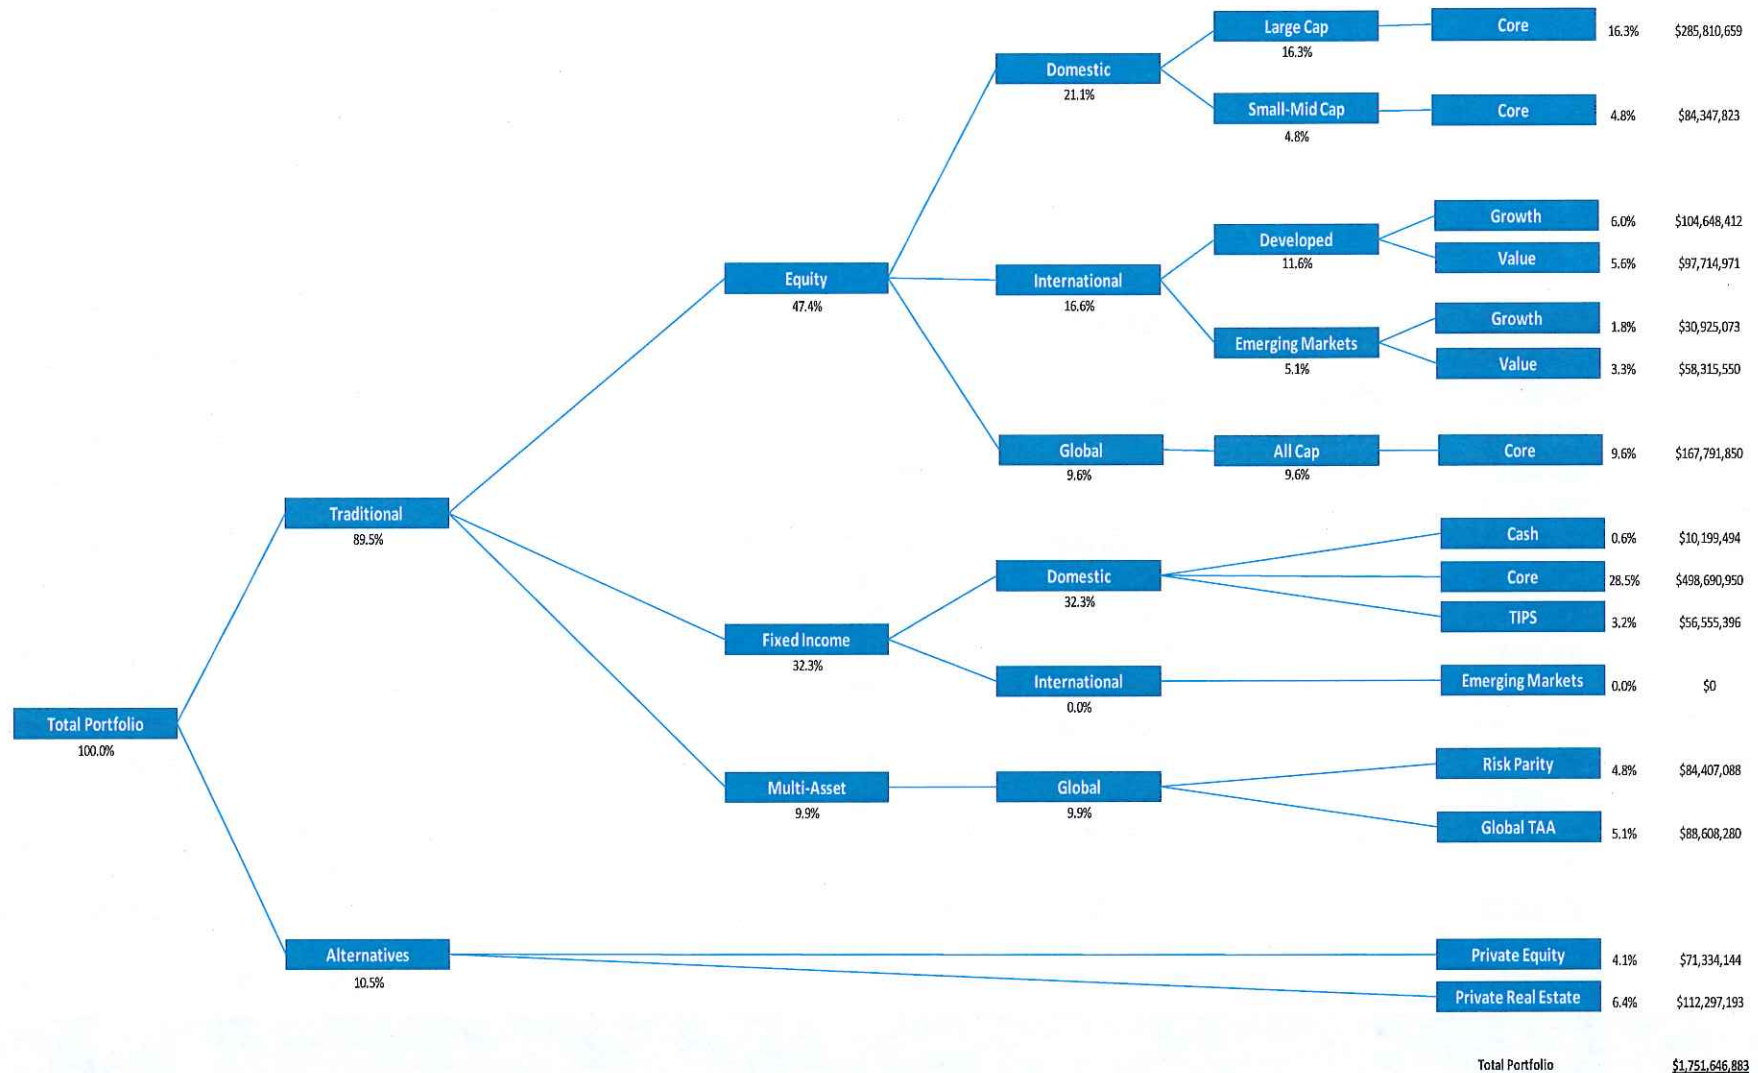 Large Cap
16.3%
Core
16.3%
$285,810,659
Domestic
21.1%
Small-Mid Cap
4.8%
Core
4.8%
$84,347,823
Growth
6.0%
$104,648,412
Developed
11.6%
Value
5.6%
$97,714,971
Equity
47.4%
International
16.6%
Growth
1.8%
$30,925,073
Emerging Markets
5.1%
Value
3.3%
$58,315,550
Global
9.6%
All Cap
9.6%
Core
9.6%
$167,791,850
Traditional
89.5%
Cash
0.6%
$10,199,494
Domestic
32.3%
Core
28.5%
$498,690,950
TIPS
3.2%
$56,555,396
Fixed Income
32.3%
International
0.0%
Emerging Markets
0.0%
$0
Total Portfolio
100.0%
Risk Parity
4.8%
$84,407,088
Multi-Asset
9.9%
Global
9.9%
Global TAA
5.1%
$88,608,280
Alternatives
10.5%
Private Equity
4.1%
$71,334,144
Private Real Estate
6.4%
$112,297,193
Total Portfolio
$1,751,646,883